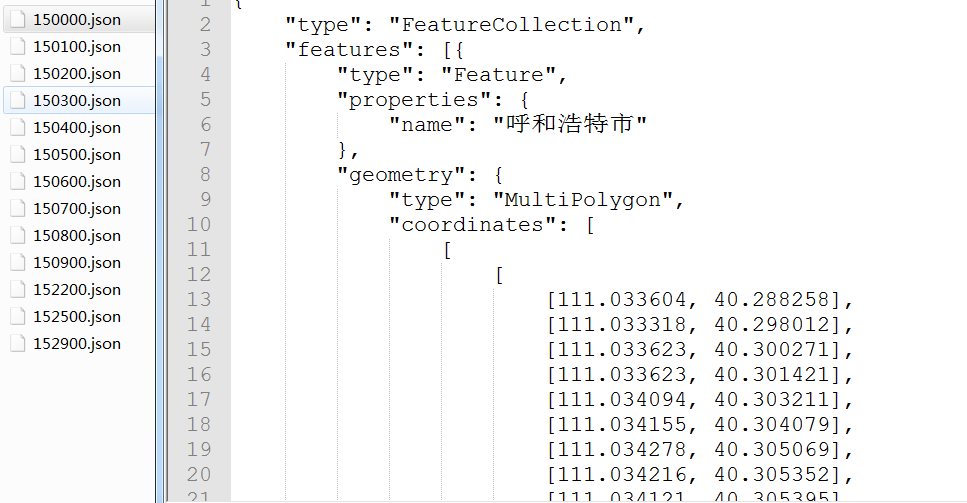 150000.json
150100.json
150200.json
150300.json
150400.json
150500.json
150600.json
150700.json
150800.json
150900.json
152200.json
152500.json
152900.json
1 {
2 "type": "FeatureCollection",
3 "features": [{
4 "type": "Feature",
5 "properties": {
6 "name": "呼和浩特市"
7 },
8 "geometry": {
9 "type": "MultiPolygon",
10 "coordinates": [
11 [
12 [
13 [111.033604, 40.288258],
14 [111.033318, 40.298012],
15 [111.033623, 40.300271],
16 [111.033623, 40.301421],
17 [111.034094, 40.303211],
18 [111.034155, 40.304079],
19 [111.034278, 40.305069],
20 [111.034216, 40.305352],
21 [111.034121, 40.305395],